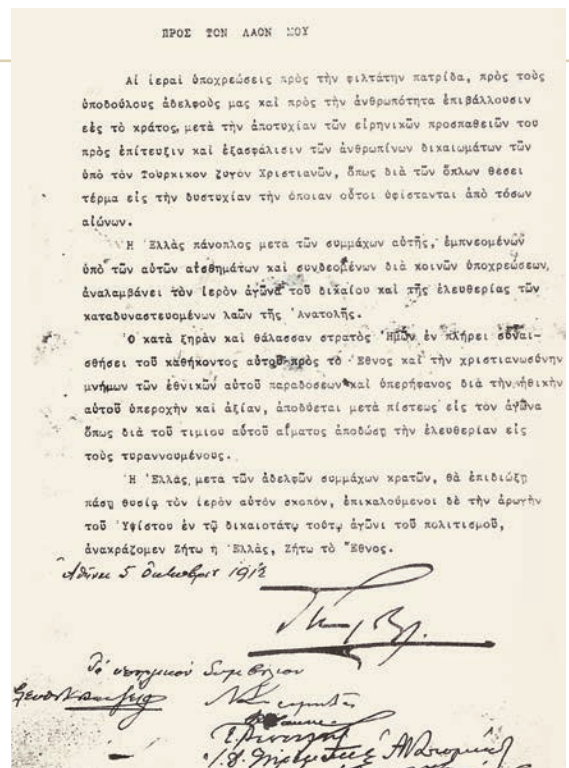 ΠΡΟΣ ΤΟΝ ΛΑΟΝ ΜΟΥ
Αἱ ἱεραὶ ὑποχρεώσεις πρὸς τὴν φιλτάτην πατρίδα, πρὸς τοὺς
ὑποδούλους ἀδελφοὺς μας καὶ πρὸς τὴν ἀνθρωπότητα ἐπιβάλλουσιν
εἰς τὸ κράτος, μετὰ τὴν ἀποτυχίαν τῶν εἰρηνικῶν προσπαθειῶν του
πρὸς ἐπίτευξιν καὶ ἐξασφάλισιν τῶν ἀνθρωπίνων δικαιωμάτων τῶν
ὑπὸ τὸν Τουρκικον ζυγὸν Χριστιανῶν, ὅπως διὰ τῶν ὅπλων θέσει
τέρμα εἰς τὴν δυστυχίαν τὴν ὁποιαν οὗτοι ὑφίστανται ἀπὸ τόσων
αἰώνων.
Ἡ Ἑλλὰς πάνοπλος μετα τῶν συμμάχων αὐτῆς, ἐμπνεομένων
ὑπὸ τῶν αὐτῶν αἰσθημάτων καὶ συνδεομένων διὰ κοινῶν ὑποχρεώσεων,
ἀναλαμβάνει τὸν ἱερὸν ἀγῶνα τοῦ δικαίου καὶ τῆς ἐλευθερίας τῶν
καταδυναστευομένων λαῶν τῆς Ἀνατολῆς.
Ὁ κατὰ ξηρὰν καὶ θάλασσαν στρατὸς Ἡμῶν ἐν πλήρει συναι-
σθήσει τοῦ καθήκοντος αὐτοῦ πρὸς τὸ Ἔθνος καὶ τὴν χριστιανωσύνην
μνήμων τῶν ἐθνικῶν αὐτοῦ παραδοσεων καὶ ὑπερήφανος διὰ τὴν ἠθικὴν
αὐτοῦ ὑπεροχὴν καὶ ἀξίαν, ἀποδύεται μετὰ πίστεως εἰς τον ἀγῶνα
ὅπως διὰ τοῦ τιμιου αὐτοῦ αἵματος ἀποδώσῃ τὴν ἐλευθερίαν εἰς
τοὺς τυραννουμένους.
Ἡ Ἑλλὰς, μετα τῶν ἀδελφῶν συμμάχων κρατῶν, θὰ ἐπιδιώξῃ
πάσῃ θυσίᾳ τὸν ἱερὸν αὐτὸν σκοπόν, ἐπικαλούμενοι δὲ τὴν ἀρωγὴν
τοῦ Ὑψίστου ἐν τῷ δικαιοτάτῳ τούτῳ ἀγῶνι τοῦ πολιτισμοῦ,
ἀνακράζομεν Ζήτω η Ἑλλὰς, Ζήτω τὸ Ἔθνος.
Ἀθῆναι 5 Ὀκτωβρίου 1912
Τὸ ὑπουργικὸν Συμβούλιον